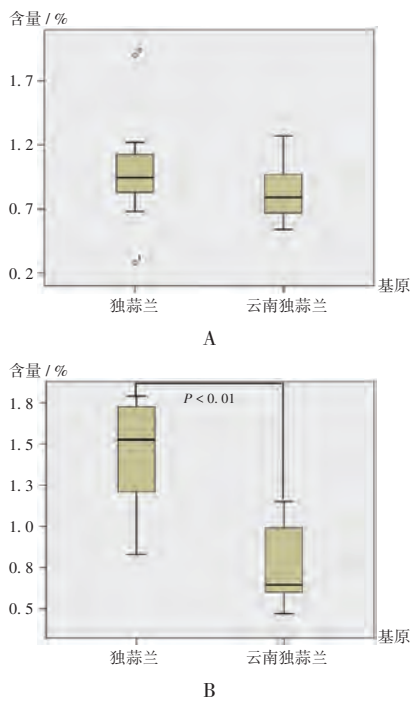 含量 / %
1. 7
1. 2
0. 7
0. 2
基原
独蒜兰
云南独蒜兰
A
含量 / %
P < 0. 01
1. 8
1. 5
1. 3
1. 0
0. 8
0. 5
基原
独蒜兰
云南独蒜兰
B